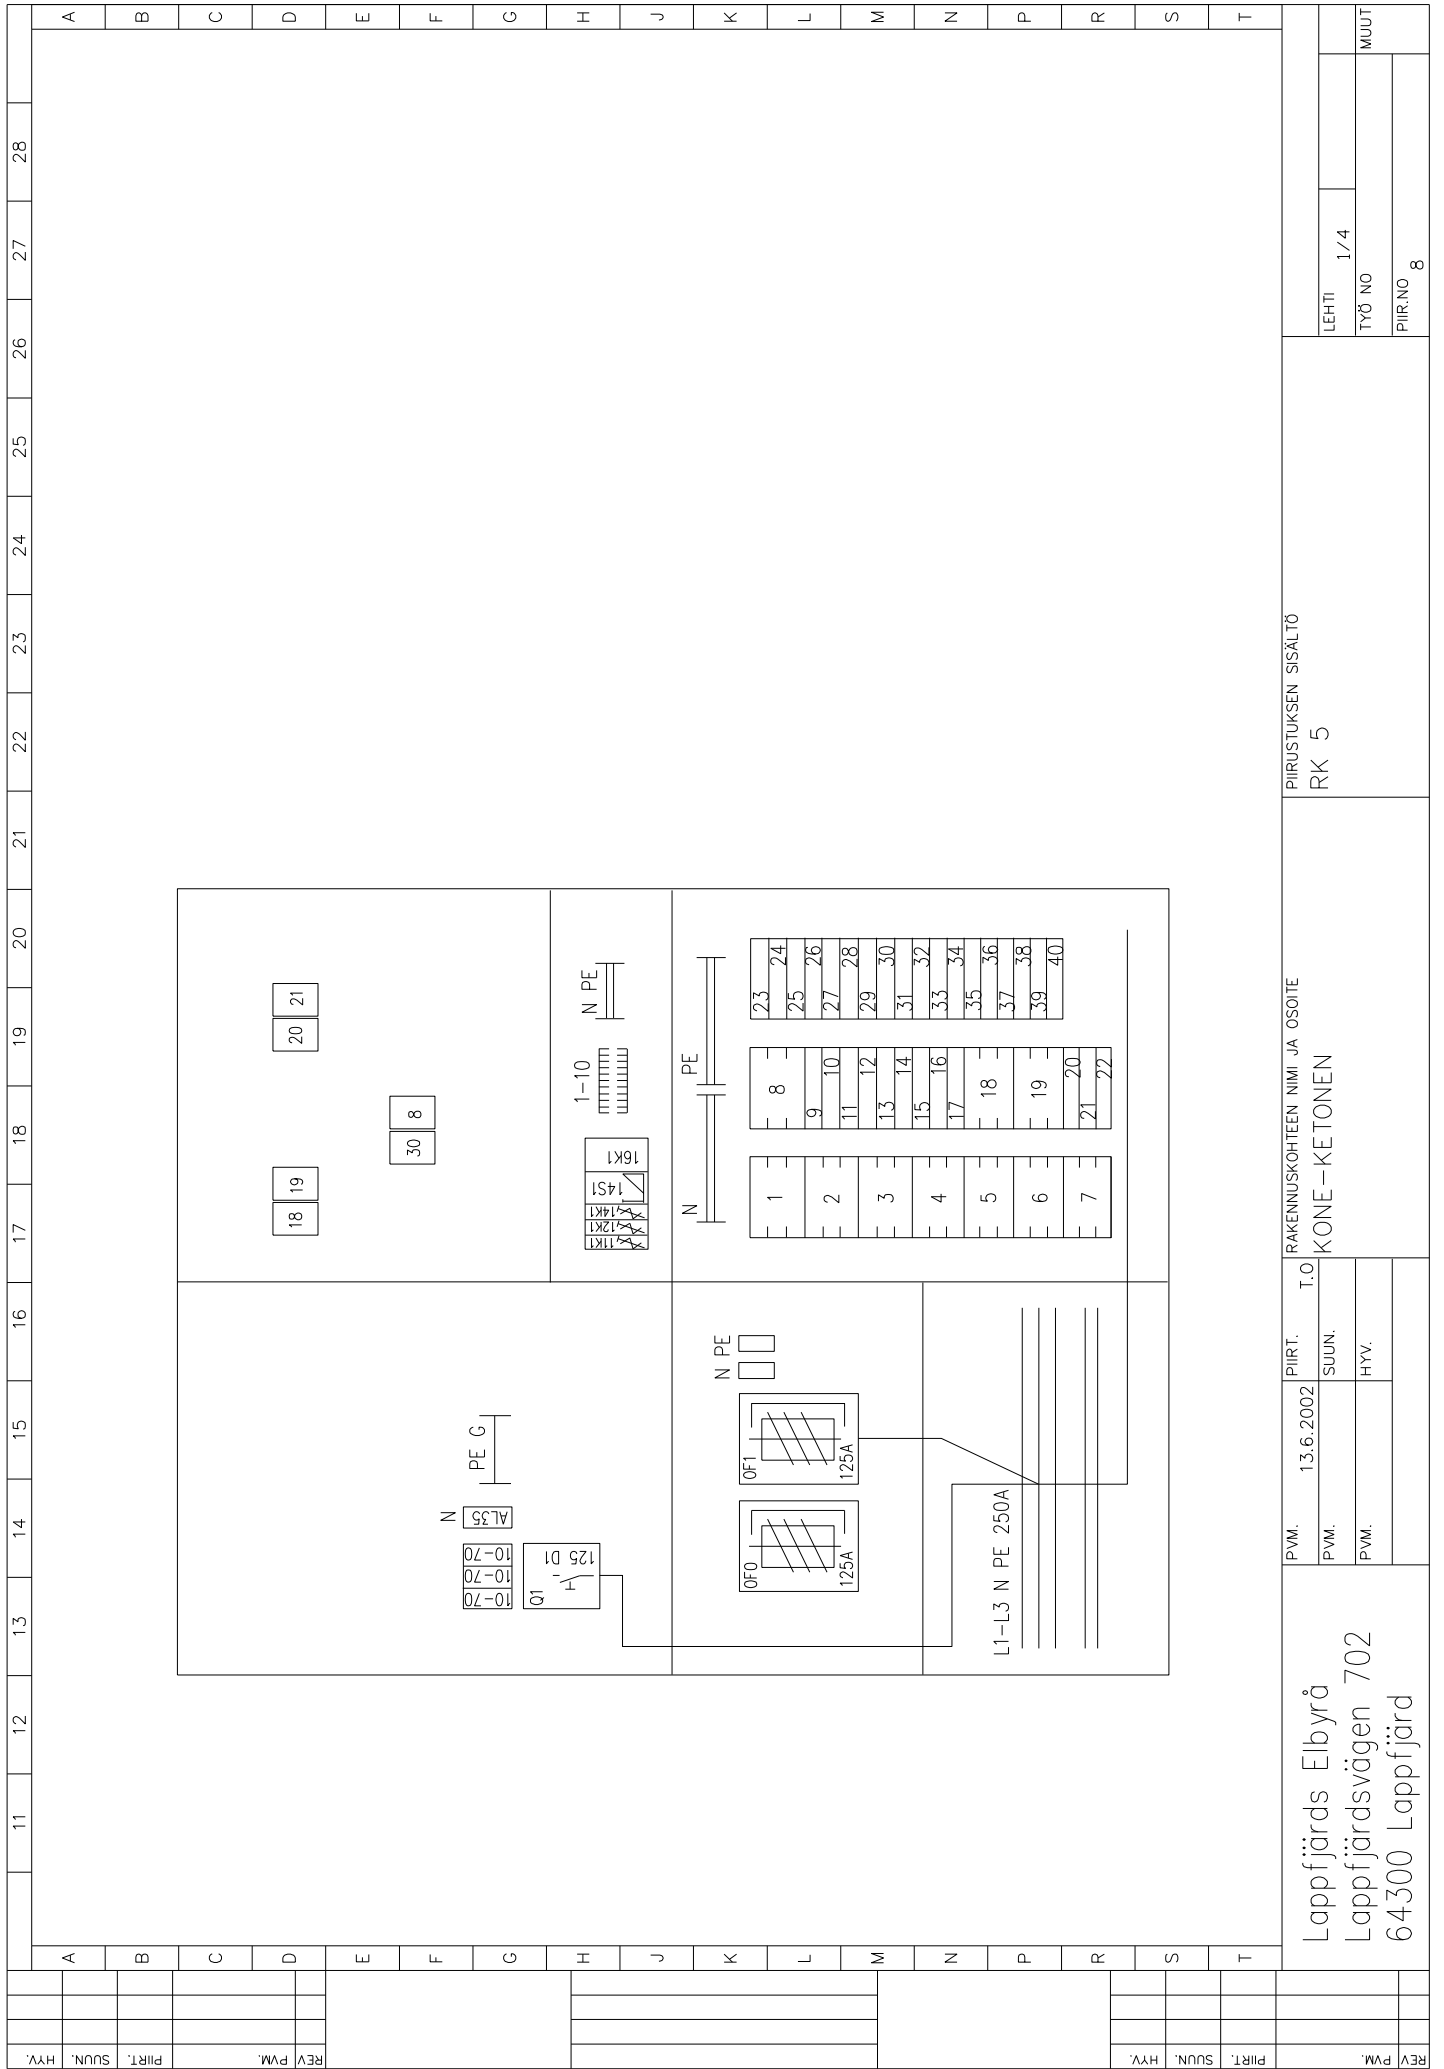 11 12 13 14 15 16 17 18 19 20 21 22 23 24 25 26 27 28
A A
B B
C C
D D
E E
F F
G G
H H
J J
K K
L L
M M
N N
P P
R R
S S
T T
18 19 20 21
30 8
N
PE G
10-70 10-70 10-70 AL35
Q1 125 D1
11K1 12K1 14K1 14S1 16K1
1-10
N PE
N PE
N PE
0F0 125A
0F1 125A
L1-L3 N PE 250A
1
2
3
4
5
6
7
8
9
10
11
12
13
14
15
16
17
18
19
20
21
22
23
24
25
26
27
28
29
30
31
32
33
34
35
36
37
38
39
40
Lappfjärds Elbyrå
Lappfjärdsvägen 702
64300 Lappfjärd
PVM. 13.6.2002 PIIRT. T.O
PVM. SUUN.
PVM. HYV.
RAKENNUSKOHTEEN NIMI JA OSOITE
KONE-KETONEN
PIIRUSTUKSEN SISÄLTÖ
RK 5
LEHTI 1/4
TYÖ NO MUUT
PIIR.NO 8
HYV. SUUN. PIIRT. PVM. REV
HYV. SUUN. PIIRT. PVM. REV